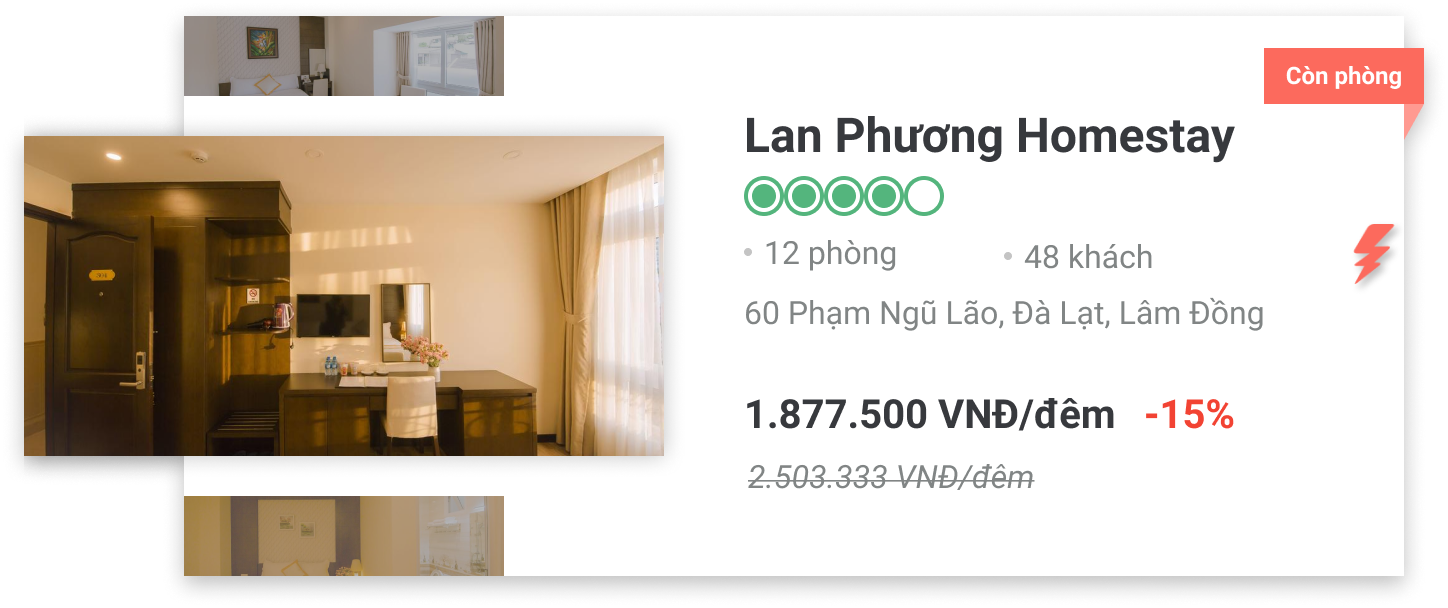 Còn phòng
Lan Phương Homestay
12 phòng
48 khách
60 Phạm Ngũ Lão, Đà Lạt, Lâm Đồng
1.877.500 VNĐ/đêm -15%
2.503.333 VNĐ/đêm